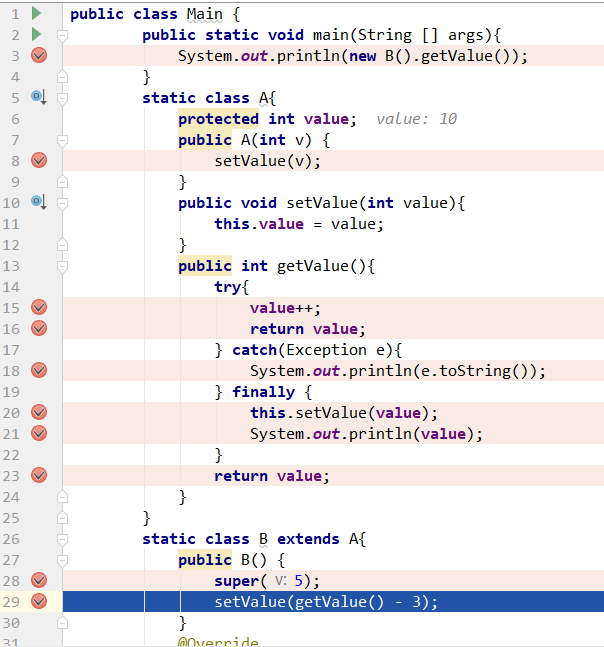 1 public class Main {
2 public static void main(String [] args){
3 System.out.println(new B().getValue());
4 }
5 static class A{
6 protected int value; value: 10
7 public A(int v) {
8 setValue(v);
9 }
10 public void setValue(int value){
11 this.value = value;
12 }
13 public int getValue(){
14 try{
15 value++;
16 return value;
17 } catch(Exception e){
18 System.out.println(e.toString());
19 } finally {
20 this.setValue(value);
21 System.out.println(value);
22 }
23 return value;
24 }
25 }
26 static class B extends A{
27 public B() {
28 super( v: 5);
29 setValue(getValue() - 3);
30 }
31 @Override